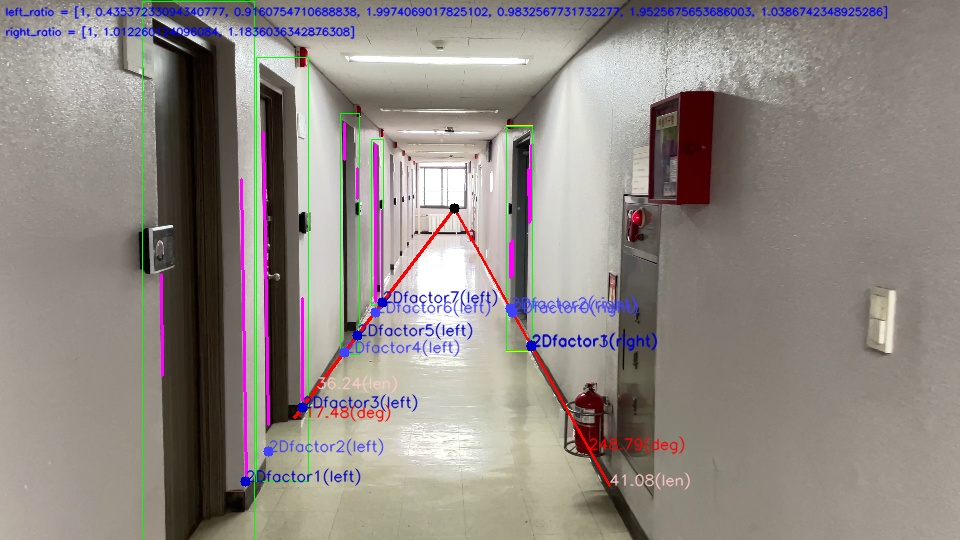 left_ratio = [1, 0.43537233094340777, 0.9160754710688838, 1.9974069017825102, 0.9832567731732277, 1.9525675653686003, 1.0386742348925286]
right_ratio = [1, 1.012260124096084, 1.1836036342876308]
2Dfactor7(left)
2Dfactor6(left)
2Dfactor2(right)
2Dfactor5(left)
2Dfactor3(right)
2Dfactor4(left)
36.24(len)
2Dfactor3(left)
17.48(deg)
2Dfactor2(left)
248.79(deg)
2Dfactor1(left)
41.08(len)